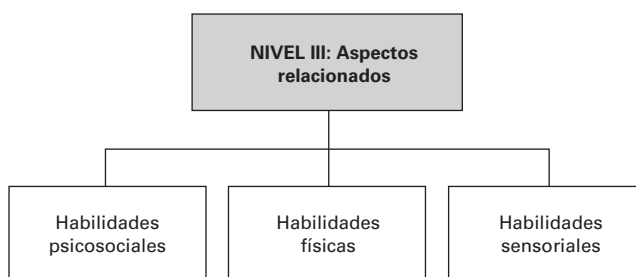 NIVEL III: Aspectos
relacionados
Habilidades
psicosociales
Habilidades
físicas
Habilidades
sensoriales